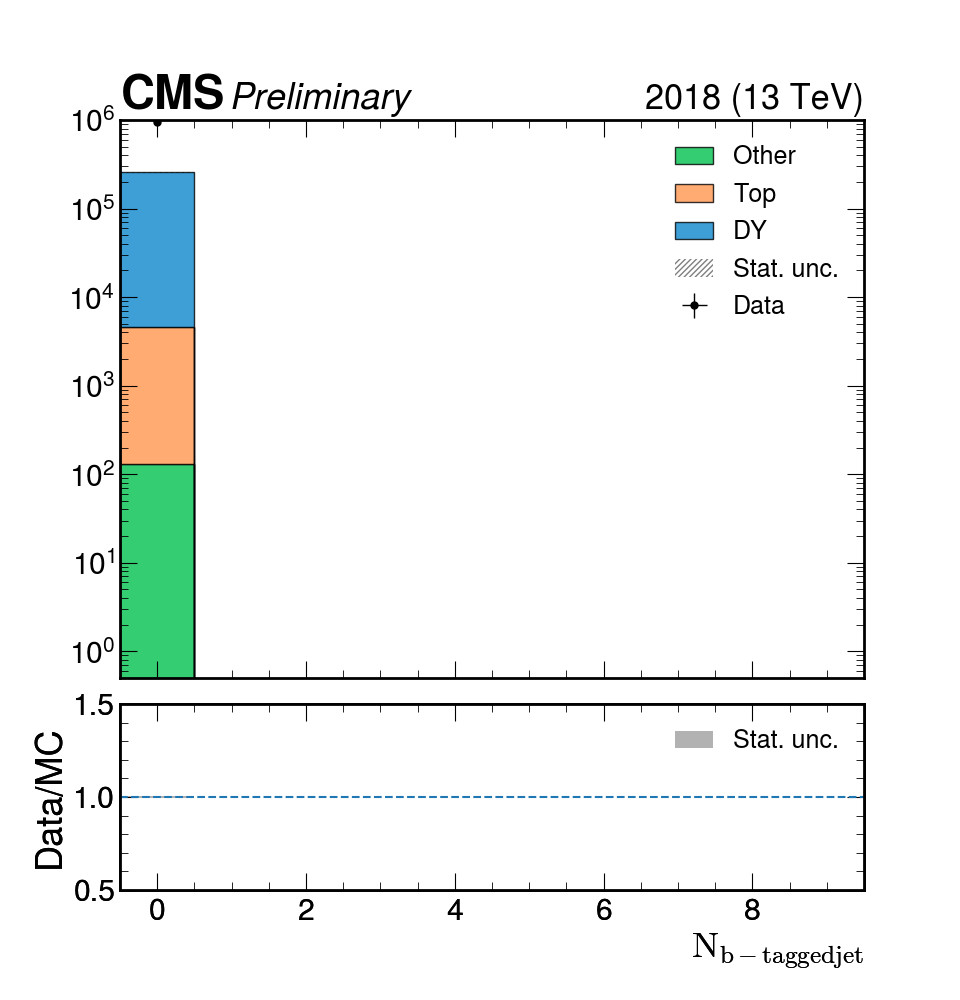 CMS Preliminary 2018 (13 TeV)
10^6
10^5
10^4
10^3
10^2
10^1
10^0
Other
Top
DY
Stat. unc.
Data
Data/MC
1.5
1.0
0.5
Stat. unc.
0 2 4 6 8
N_{b-taggedjet}